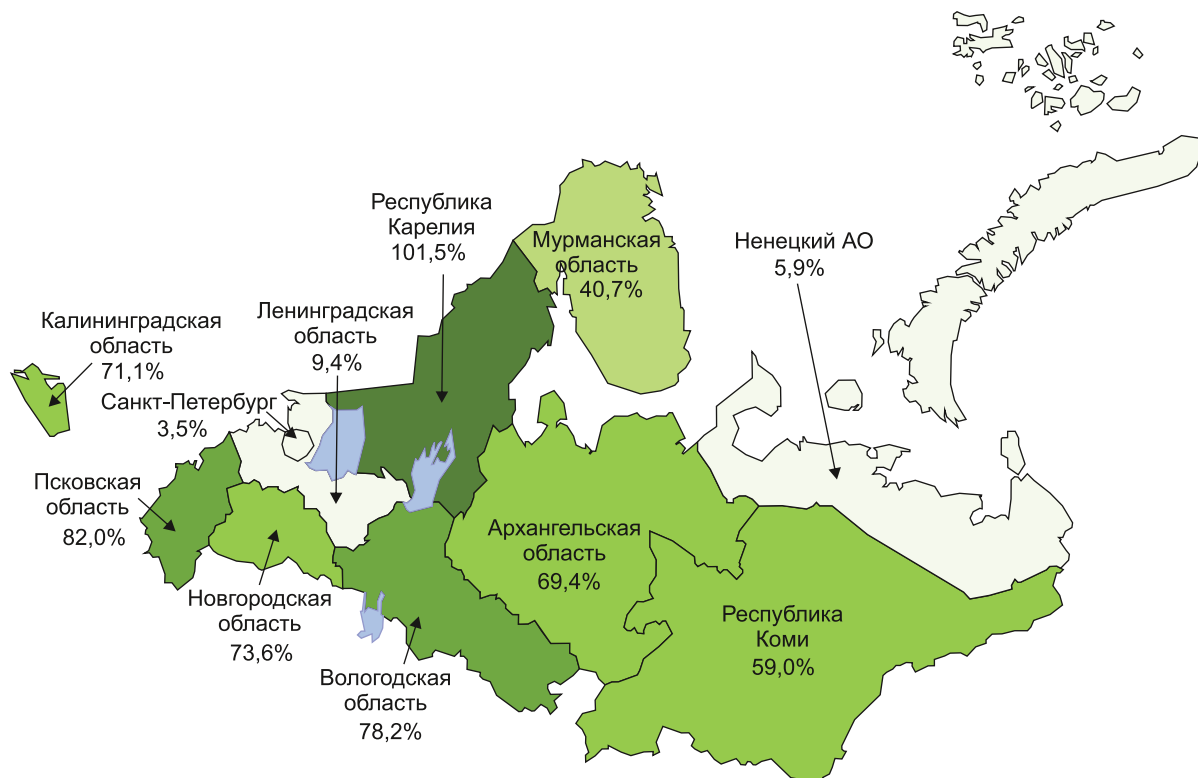 Республика
Карелия
101,5%
Мурманская
область
40,7%
Ненецкий АО
5,9%
Ленинградская
область
9,4%
Калининградская
область
71,1%
Санкт-Петербург
3,5%
Псковская
область
82,0%
Архангельская
область
69,4%
Новгородская
область
73,6%
Республика
Коми
59,0%
Вологодская
область
78,2%